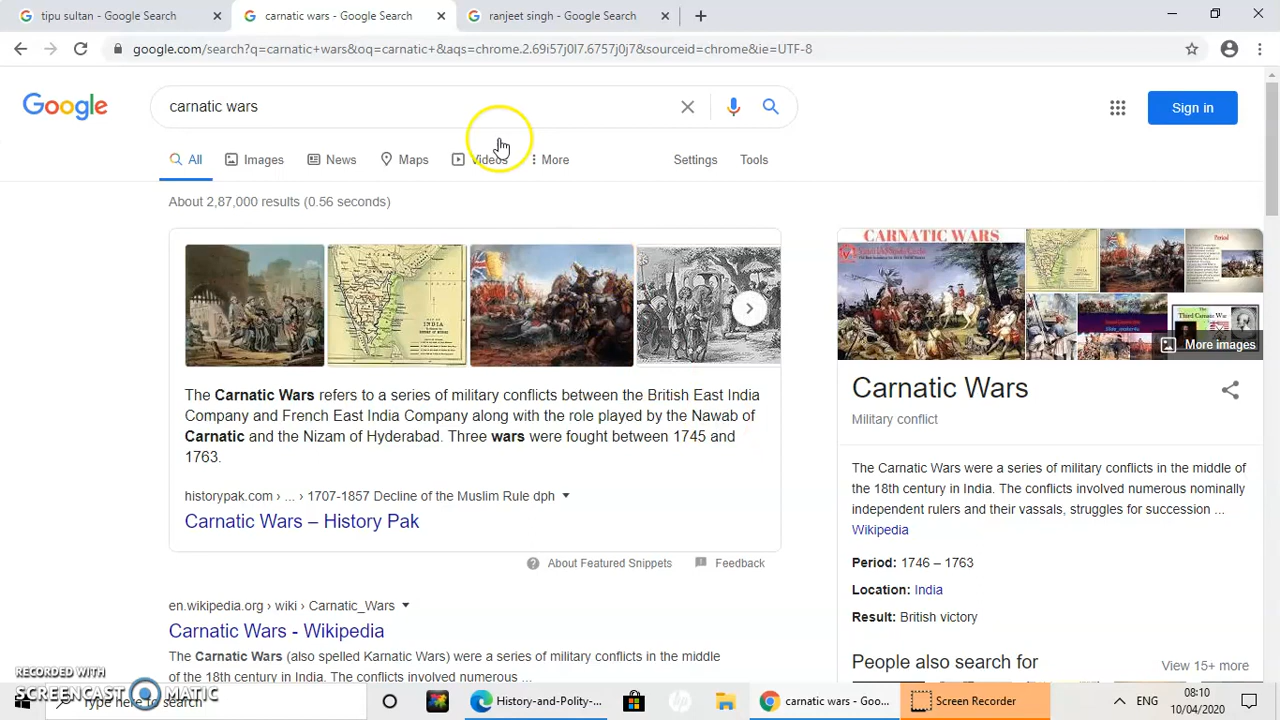 tipu sultan - Google Search
carnatic wars - Google Search
ranjeet singh - Google Search
google.com/search?q=carnatic+wars&oq=carnatic+&aqs=chrome.2.69i57j0l7.6757j0j7&sourceid=chrome&ie=UTF-8
Google
carnatic wars
Sign in
All
Images
News
Maps
Videos
More
Settings
Tools
About 2,87,000 results (0.56 seconds)
The Carnatic Wars refers to a series of military conflicts between the British East India
Company and French East India Company along with the role played by the Nawab of
Carnatic and the Nizam of Hyderabad. Three wars were fought between 1745 and
1763.
historypak.com › ... › 1707-1857 Decline of the Muslim Rule dph
Carnatic Wars – History Pak
About Featured Snippets
Feedback
en.wikipedia.org › wiki › Carnatic_Wars
Carnatic Wars - Wikipedia
The Carnatic Wars (also spelled Karnatic Wars) were a series of military conflicts in the middle
of the 18th century in India. The conflicts involved numerous ...
CARNATIC WARS
More images
Carnatic Wars
Military conflict
The Carnatic Wars were a series of military conflicts in the middle of
the 18th century in India. The conflicts involved numerous nominally
independent rulers and their vassals, struggles for succession ...
Wikipedia
Period: 1746 – 1763
Location: India
Result: British victory
People also search for
View 15+ more
RECORDED WITH
SCREENCAST MATIC
Type here to search
History-and-Polity-...
carnatic wars - Goo...
Screen Recorder
ENG
08:10
10/04/2020